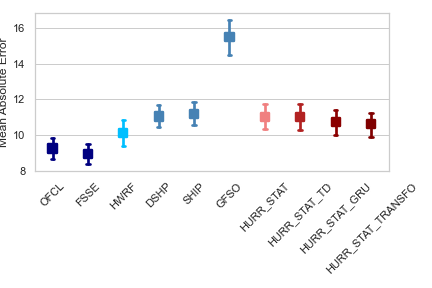 Mean Absolute Error
16
14
12
10
8
OFCL
FSSE
HWRF
DSHP
SHIP
GFSO
HURR_STAT
HURR_STAT_TD
HURR_STAT_GRU
HURR_STAT_TRANSFO